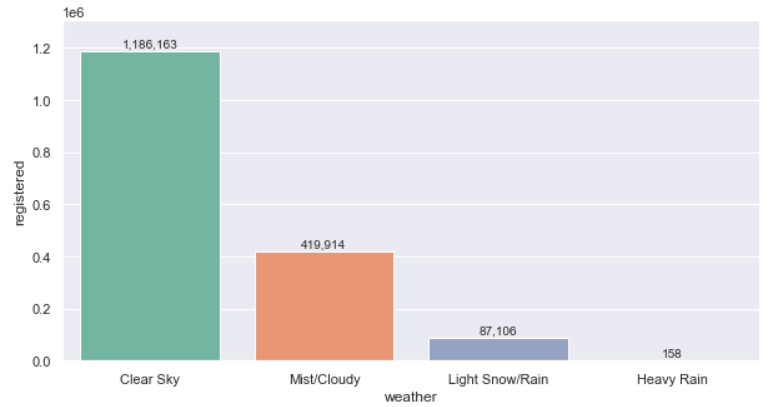 1e6
1,186,163
1.2
1.0
0.8
registered
0.6
419,914
0.4
0.2
87,106
158
0.0
Clear Sky Mist/Cloudy Light Snow/Rain Heavy Rain
weather